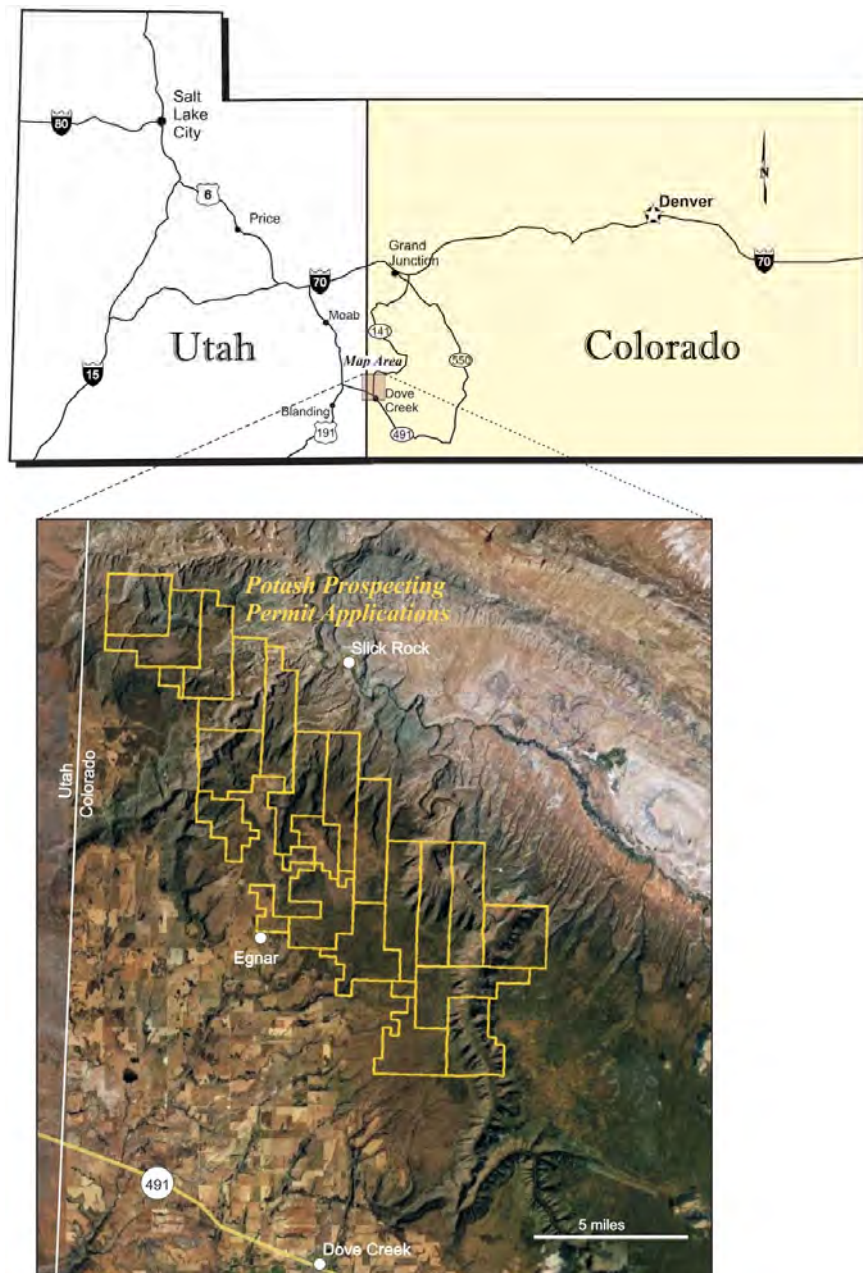 Salt
Lake
City
80
6
Price
N
Denver
Grand
Junction
70
70
Moab
141
Utah
Colorado
15
Map Area
550
Dove
Creek
Blanding
191
491
Potash Prospecting
Permit Applications
Slick Rock
Utah
Colorado
Egnar
491
5 miles
Dove Creek